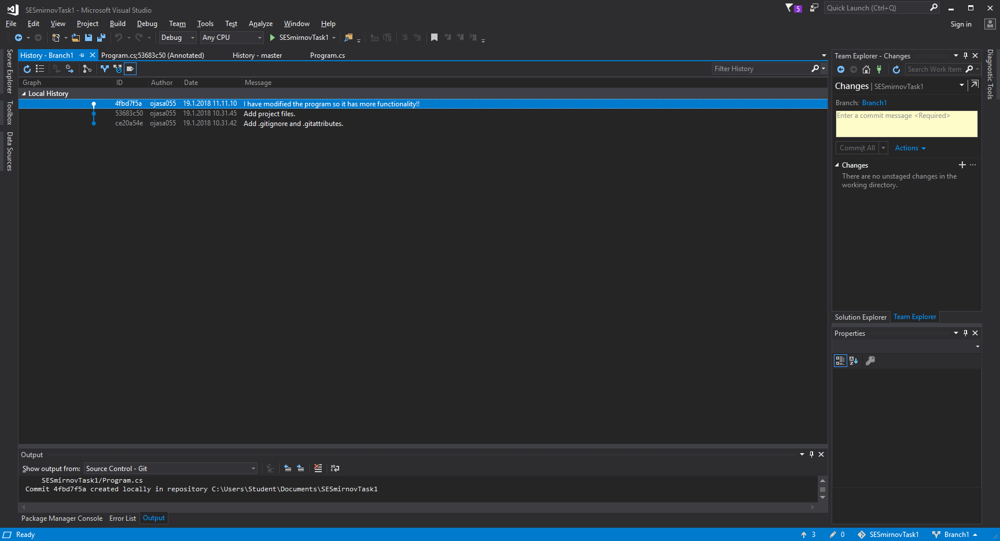 SESmirnovTask1 - Microsoft Visual Studio
5
Quick Launch (Ctrl+Q)
File Edit View Project Build Debug Team Tools Test Analyze Window Help
Sign in
Debug Any CPU SESmirnovTask1
Server Explorer
Toolbox
Data Sources
History - Branch1 Program.cs;53683c50 (Annotated) History - master Program.cs
Filter History
Graph ID Author Date Message
Local History
4fbd7f5a ojasa055 19.1.2018 11.11.10 I have modified the program so it has more functionality!!
53683c50 ojasa055 19.1.2018 10.31.45 Add project files.
ce20a54e ojasa055 19.1.2018 10.31.42 Add .gitignore and .gitattributes.
Team Explorer - Changes
Search Work Item
Changes | SESmirnovTask1
Branch: Branch1
Enter a commit message <Required>
Commit All Actions
Changes
There are no unstaged changes in the
working directory.
Solution Explorer Team Explorer
Properties
Diagnostic Tools
Output
Show output from: Source Control - Git
SESmirnovTask1/Program.cs
Commit 4fbd7f5a created locally in repository C:\Users\Student\Documents\SESmirnovTask1
Package Manager Console Error List Output
Ready
3 0 SESmirnovTask1 Branch1